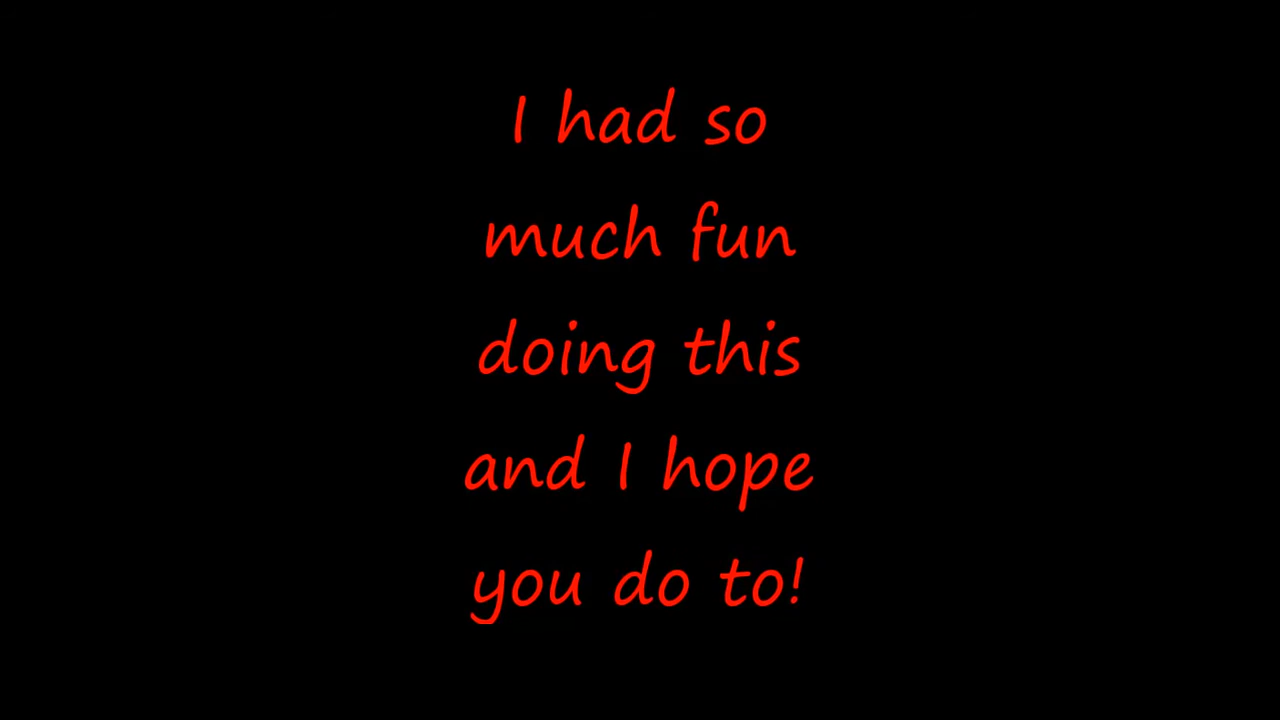 I had so
much fun
doing this
and I hope
you do to!